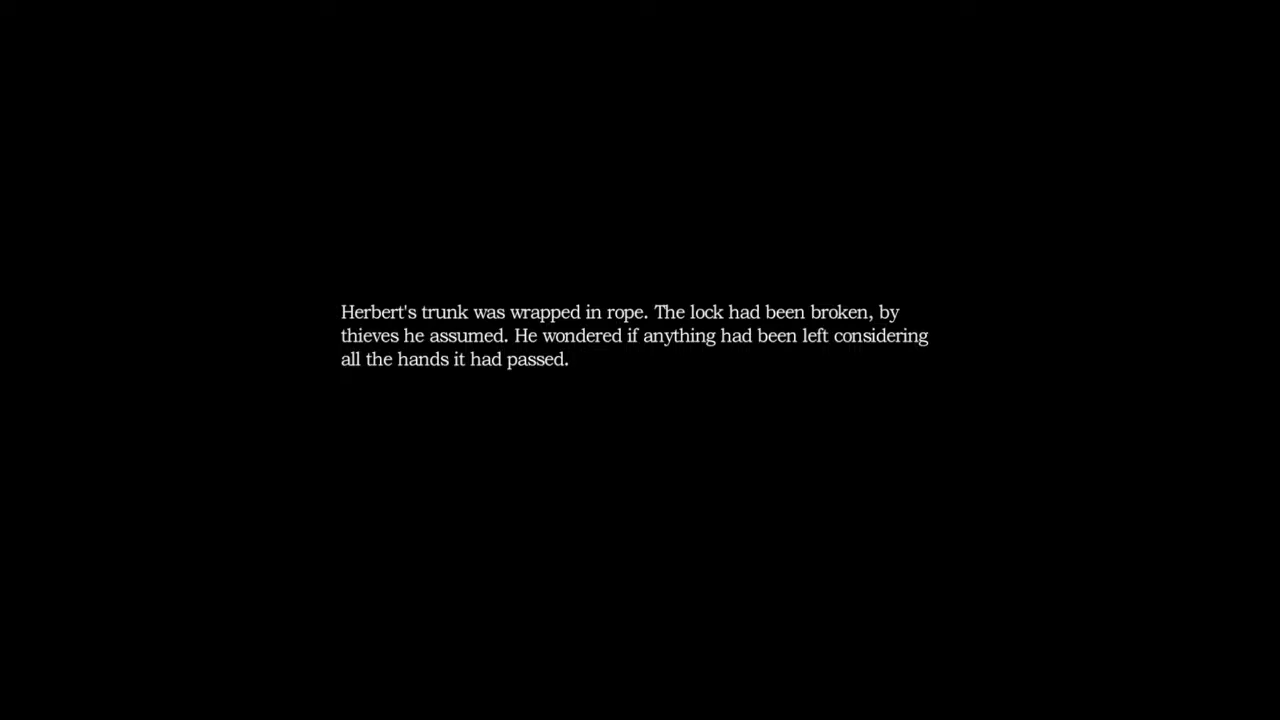 Herbert's trunk was wrapped in rope. The lock had been broken, by
thieves he assumed. He wondered if anything had been left considering
all the hands it had passed.